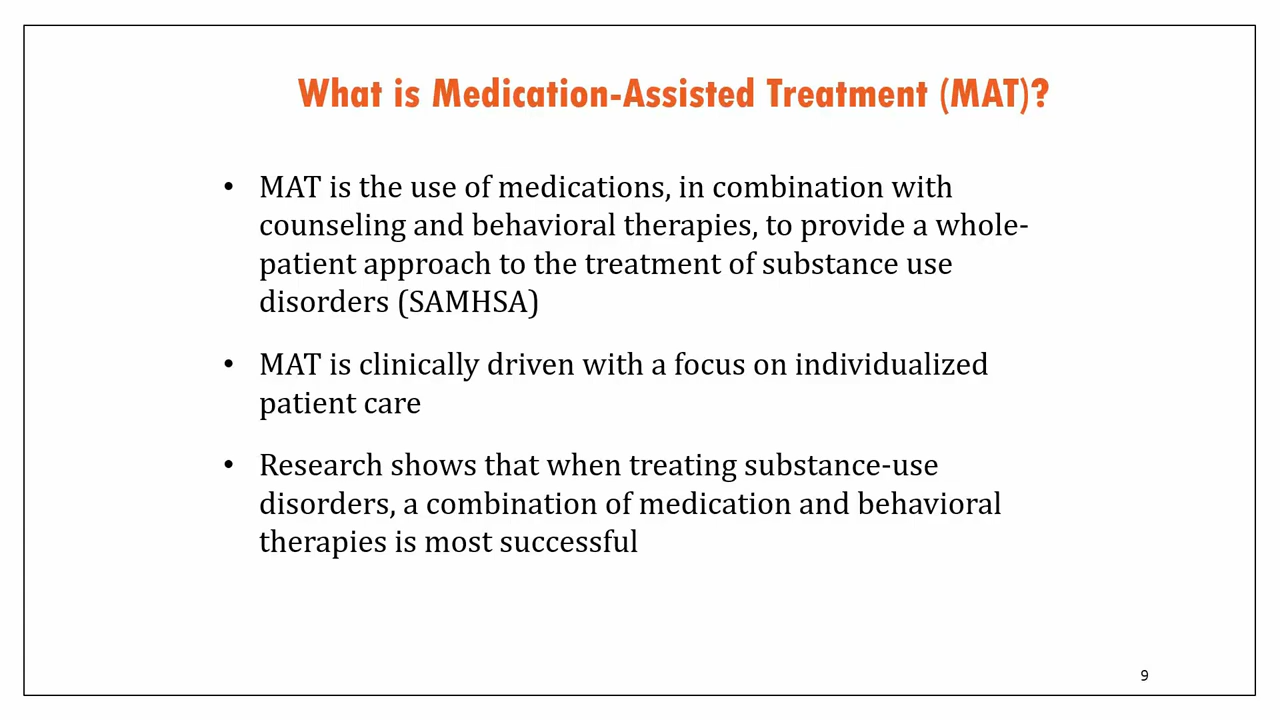 What is Medication-Assisted Treatment (MAT)?
• MAT is the use of medications, in combination with
counseling and behavioral therapies, to provide a whole-
patient approach to the treatment of substance use
disorders (SAMHSA)
• MAT is clinically driven with a focus on individualized
patient care
• Research shows that when treating substance-use
disorders, a combination of medication and behavioral
therapies is most successful
9